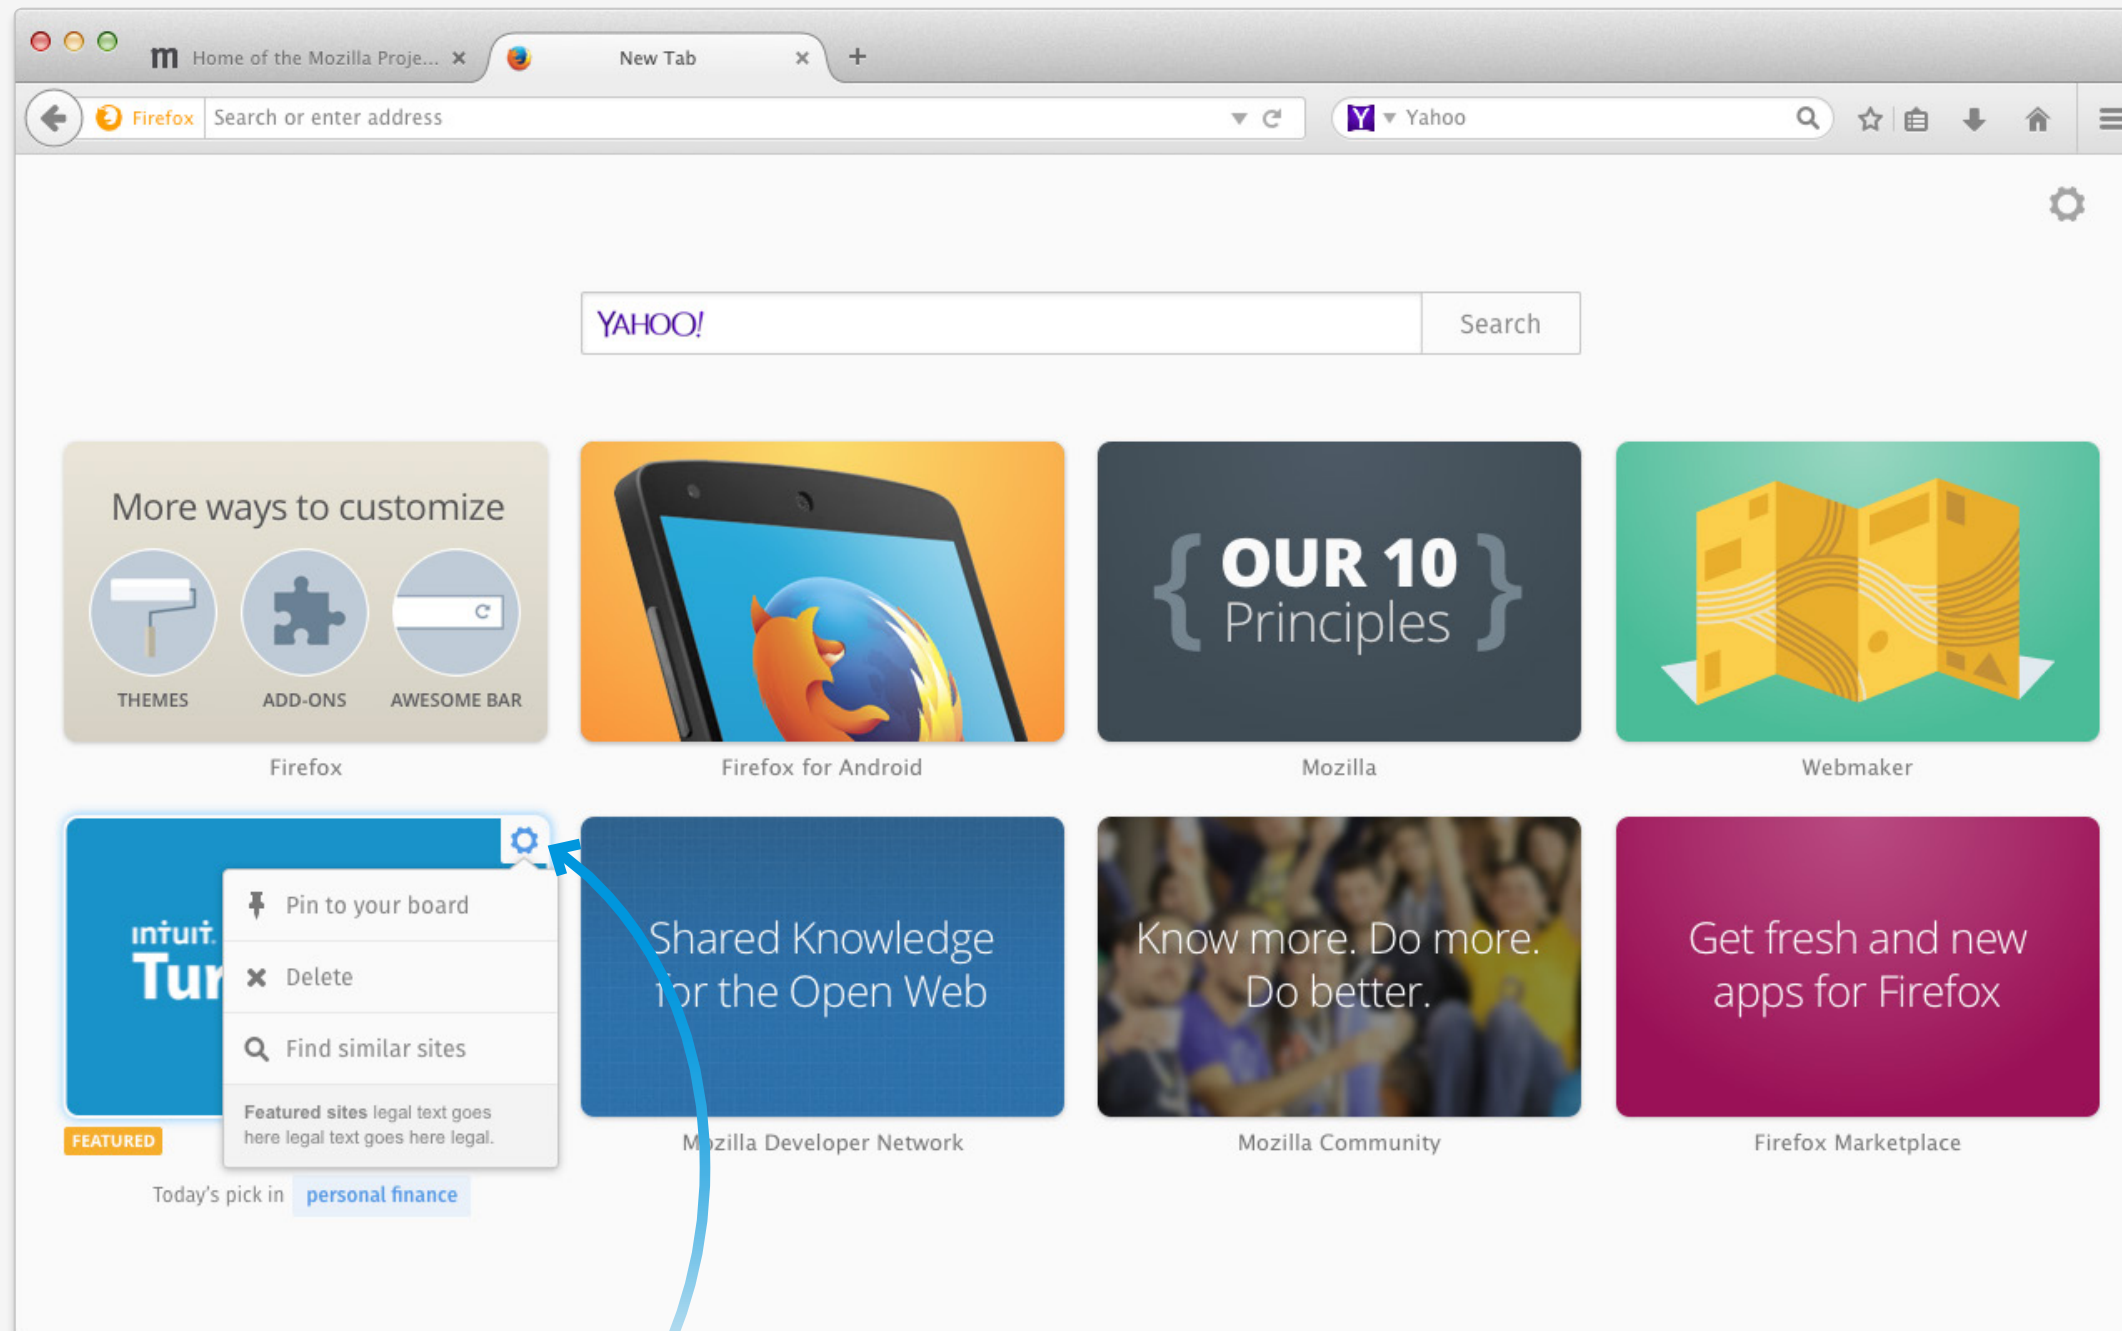 m Home of the Mozilla Proje...
New Tab
Firefox Search or enter address
Y Yahoo
YAHOO! Search
More ways to customize
THEMES ADD-ONS AWESOME BAR
{ OUR 10 }
Principles
Firefox
Firefox for Android
Mozilla
Webmaker
intuit.
Tur
Pin to your board
Delete
Find similar sites
Featured sites legal text goes
here legal text goes here legal.
FEATURED
Today's pick in personal finance
Shared Knowledge
for the Open Web
Mozilla Developer Network
Know more. Do more.
Do better.
Mozilla Community
Get fresh and new
apps for Firefox
Firefox Marketplace